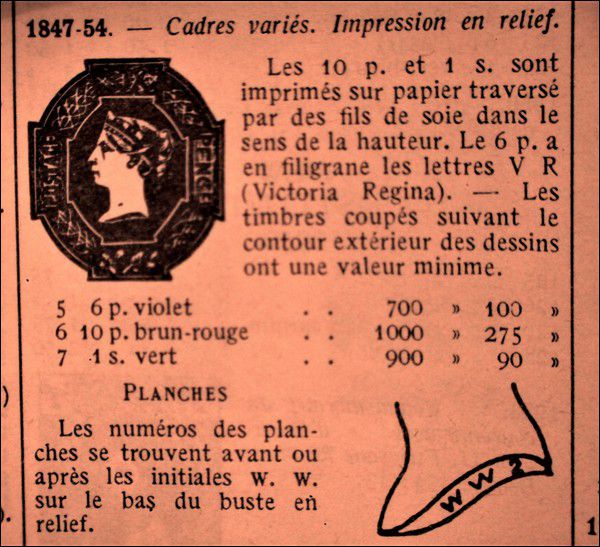 1847-54. — Cadres variés. Impression en relief.
POSTAGE
PENCE
Les 10 p. et 1 s. sont
imprimés sur papier traversé
par des fils de soie dans le
sens de la hauteur. Le 6 p. a
en filigrane les lettres V R
(Victoria Regina). — Les
timbres coupés suivant le
contour extérieur des dessins
ont une valeur minime.
5 6 p. violet . . 700 » 100 »
6 10 p. brun-rouge . . 1000 » 275 »
7 1 s. vert . . 900 » 90 »
PLANCHES
Les numéros des plan-
ches se trouvent avant ou
après les initiales W. W.
sur le bas du buste en
relief.
W W 2